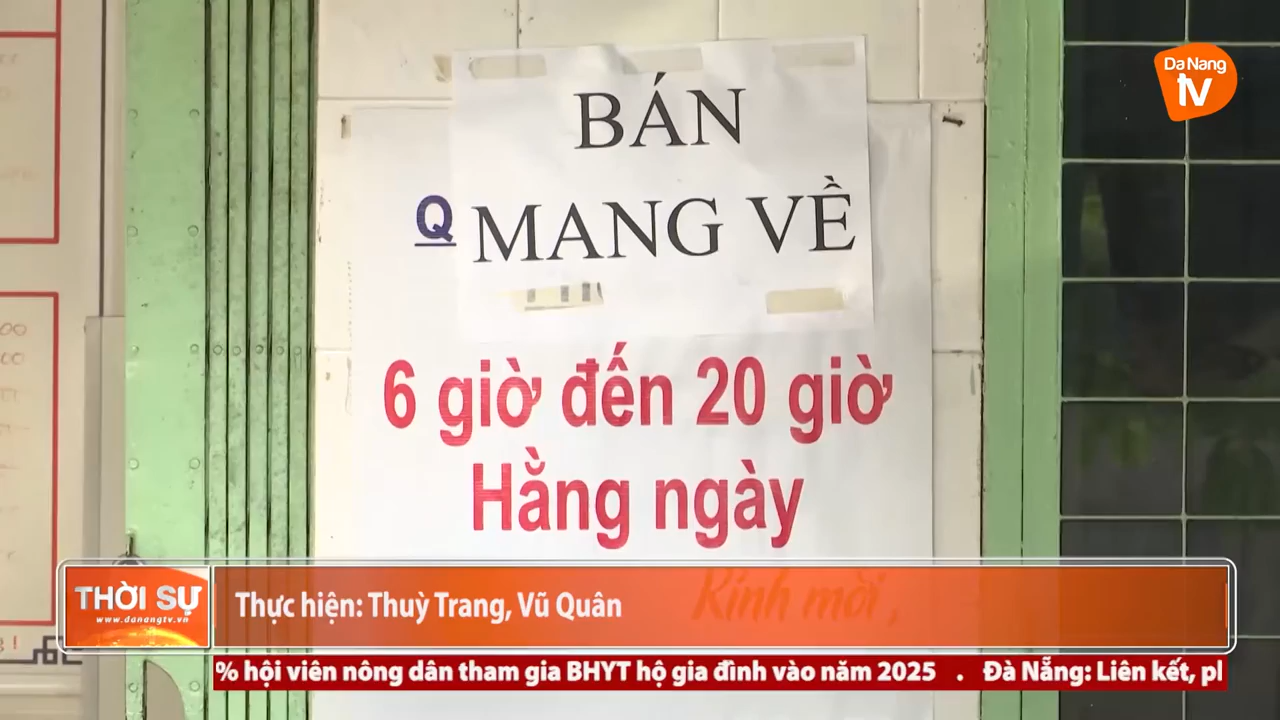 Da Nang
tv
BÁN
Q MANG VỀ
6 giờ đến 20 giờ
Hằng ngày
Kính mời,
THỜI SỰ
www.danangtv.vn
Thực hiện: Thuỳ Trang, Vũ Quân
% hội viên nông dân tham gia BHYT hộ gia đình vào năm 2025 . Đà Nẵng: Liên kết, pl